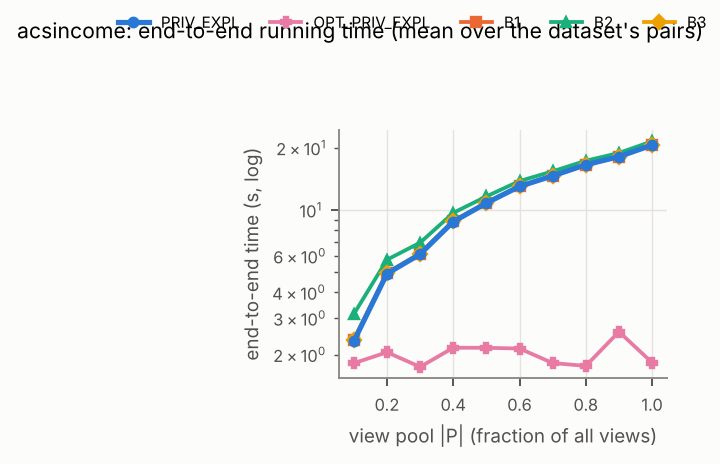 PRIV_EXPL OPT_PRIV_EXPL B1 B2 B3
acsincome: end-to-end running time (mean over the dataset's pairs)
end-to-end time (s, log)
2 × 10¹
10¹
6 × 10⁰
4 × 10⁰
3 × 10⁰
2 × 10⁰
0.2 0.4 0.6 0.8 1.0
view pool |P| (fraction of all views)